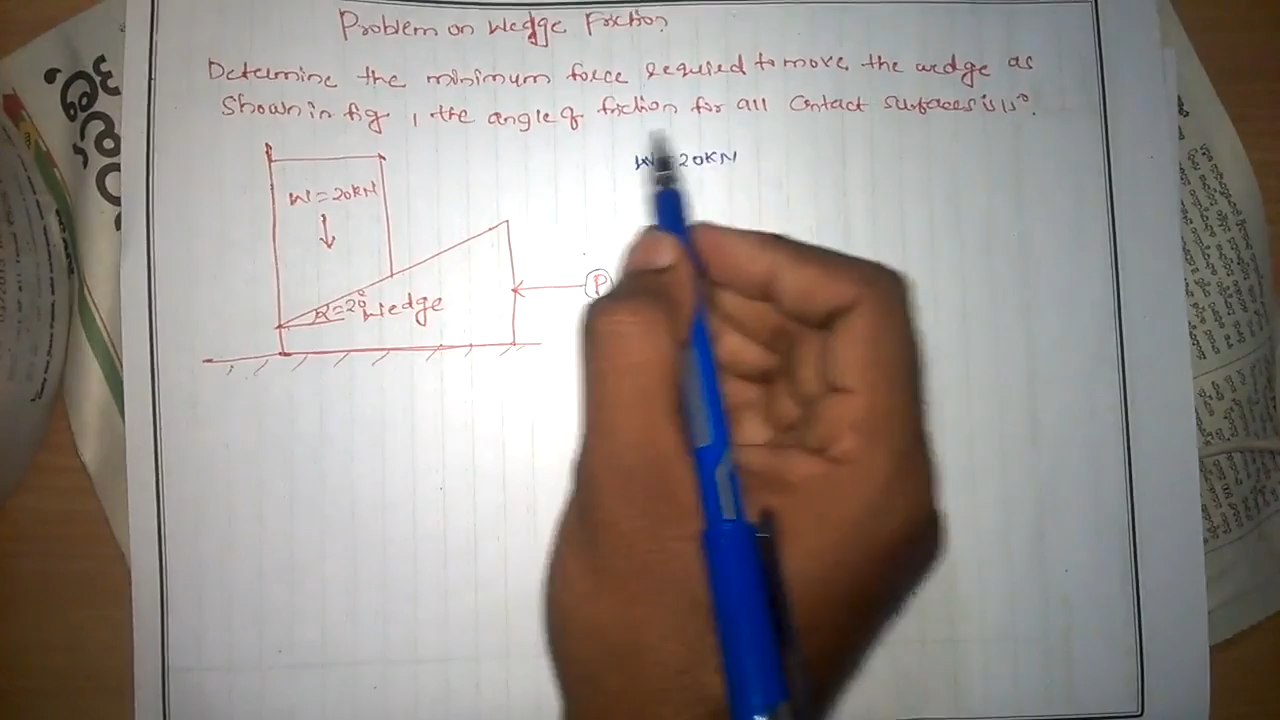 Problem on Wedge Friction
Determine the minimum force required to move the wedge as
shown in fig , the angle of friction for all contact surfaces is 15°.
W = 20KN
W = 20KN
P
α = 20°
Wedge